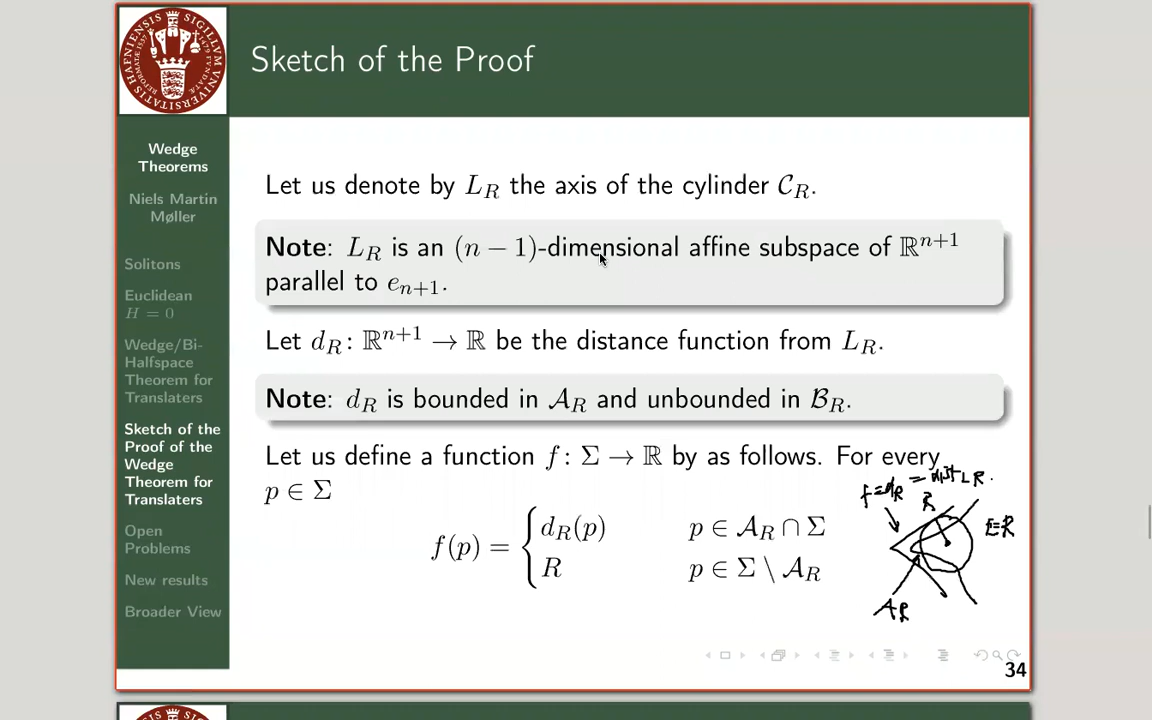 Sketch of the Proof
Wedge
Theorems
Niels Martin
Møller
Solitons
Euclidean
H = 0
Wedge/Bi-
Halfspace
Theorem for
Translaters
Sketch of the
Proof of the
Wedge
Theorem for
Translaters
Open
Problems
New results
Broader View
Let us denote by L_R the axis of the cylinder C_R.
Note: L_R is an (n − 1)-dimensional affine subspace of ℝ^{n+1}
parallel to e_{n+1}.
Let d_R : ℝ^{n+1} → ℝ be the distance function from L_R.
Note: d_R is bounded in A_R and unbounded in B_R.
Let us define a function f : Σ → ℝ by as follows. For every
p ∈ Σ
f(p) = { d_R(p) p ∈ A_R ∩ Σ
R p ∈ Σ \ A_R
f=d_R = dist L_R.
R
f=R
A_R
34